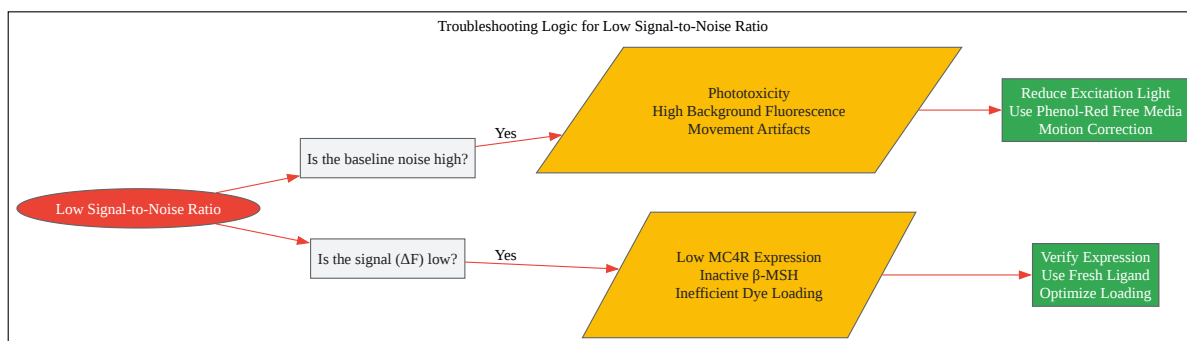 Troubleshooting Logic for Low Signal-to-Noise Ratio
Low Signal-to-Noise Ratio
Is the baseline noise high?
Yes
Phototoxicity
High Background Fluorescence
Movement Artifacts
Reduce Excitation Light
Use Phenol-Red Free Media
Motion Correction
Is the signal (ΔF) low?
Yes
Low MC4R Expression
Inactive β-MSH
Inefficient Dye Loading
Verify Expression
Use Fresh Ligand
Optimize Loading